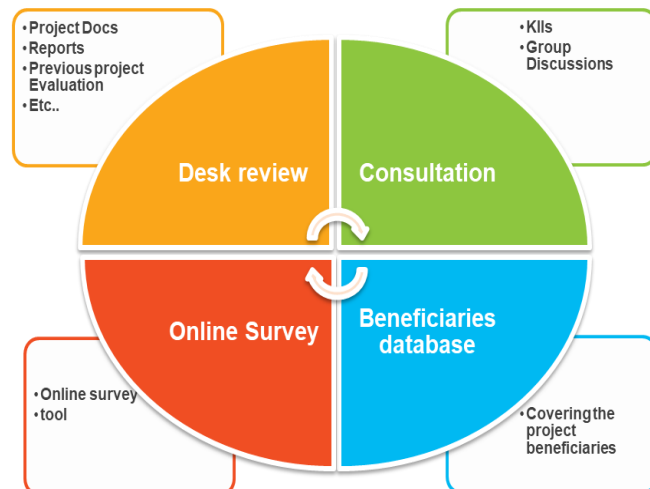 • Project Docs
• Reports
• Previous project
Evaluation
• Etc..
• KIIs
• Group
Discussions
Desk review
Consultation
Online Survey
Beneficiaries
database
• Online survey
• tool
• Covering the
project
beneficiaries